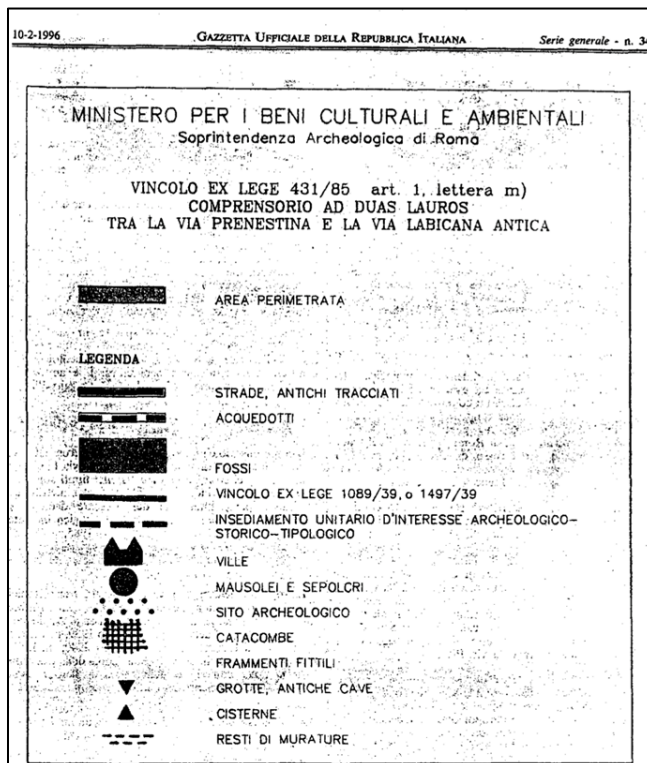 10-2-1996 GAZZETTA UFFICIALE DELLA REPUBBLICA ITALIANA Serie generale - n. 34
MINISTERO PER I BENI CULTURALI E AMBIENTALI
Soprintendenza Archeologica di Roma
VINCOLO EX LEGE 431/85 art. 1, lettera m)
COMPRENSORIO AD DUAS LAUROS
TRA LA VIA PRENESTINA E LA VIA LABICANA ANTICA
AREA PERIMETRATA
LEGENDA
STRADE, ANTICHI TRACCIATI
ACQUEDOTTI
FOSSI
VINCOLO EX LEGE 1089/39, o 1497/39
INSEDIAMENTO UNITARIO D'INTERESSE ARCHEOLOGICO-
STORICO-TIPOLOGICO
VILLE
MAUSOLEI E SEPOLCRI
SITO ARCHEOLOGICO
CATACOMBE
FRAMMENTI FITTILI
GROTTE, ANTICHE CAVE
CISTERNE
RESTI DI MURATURE